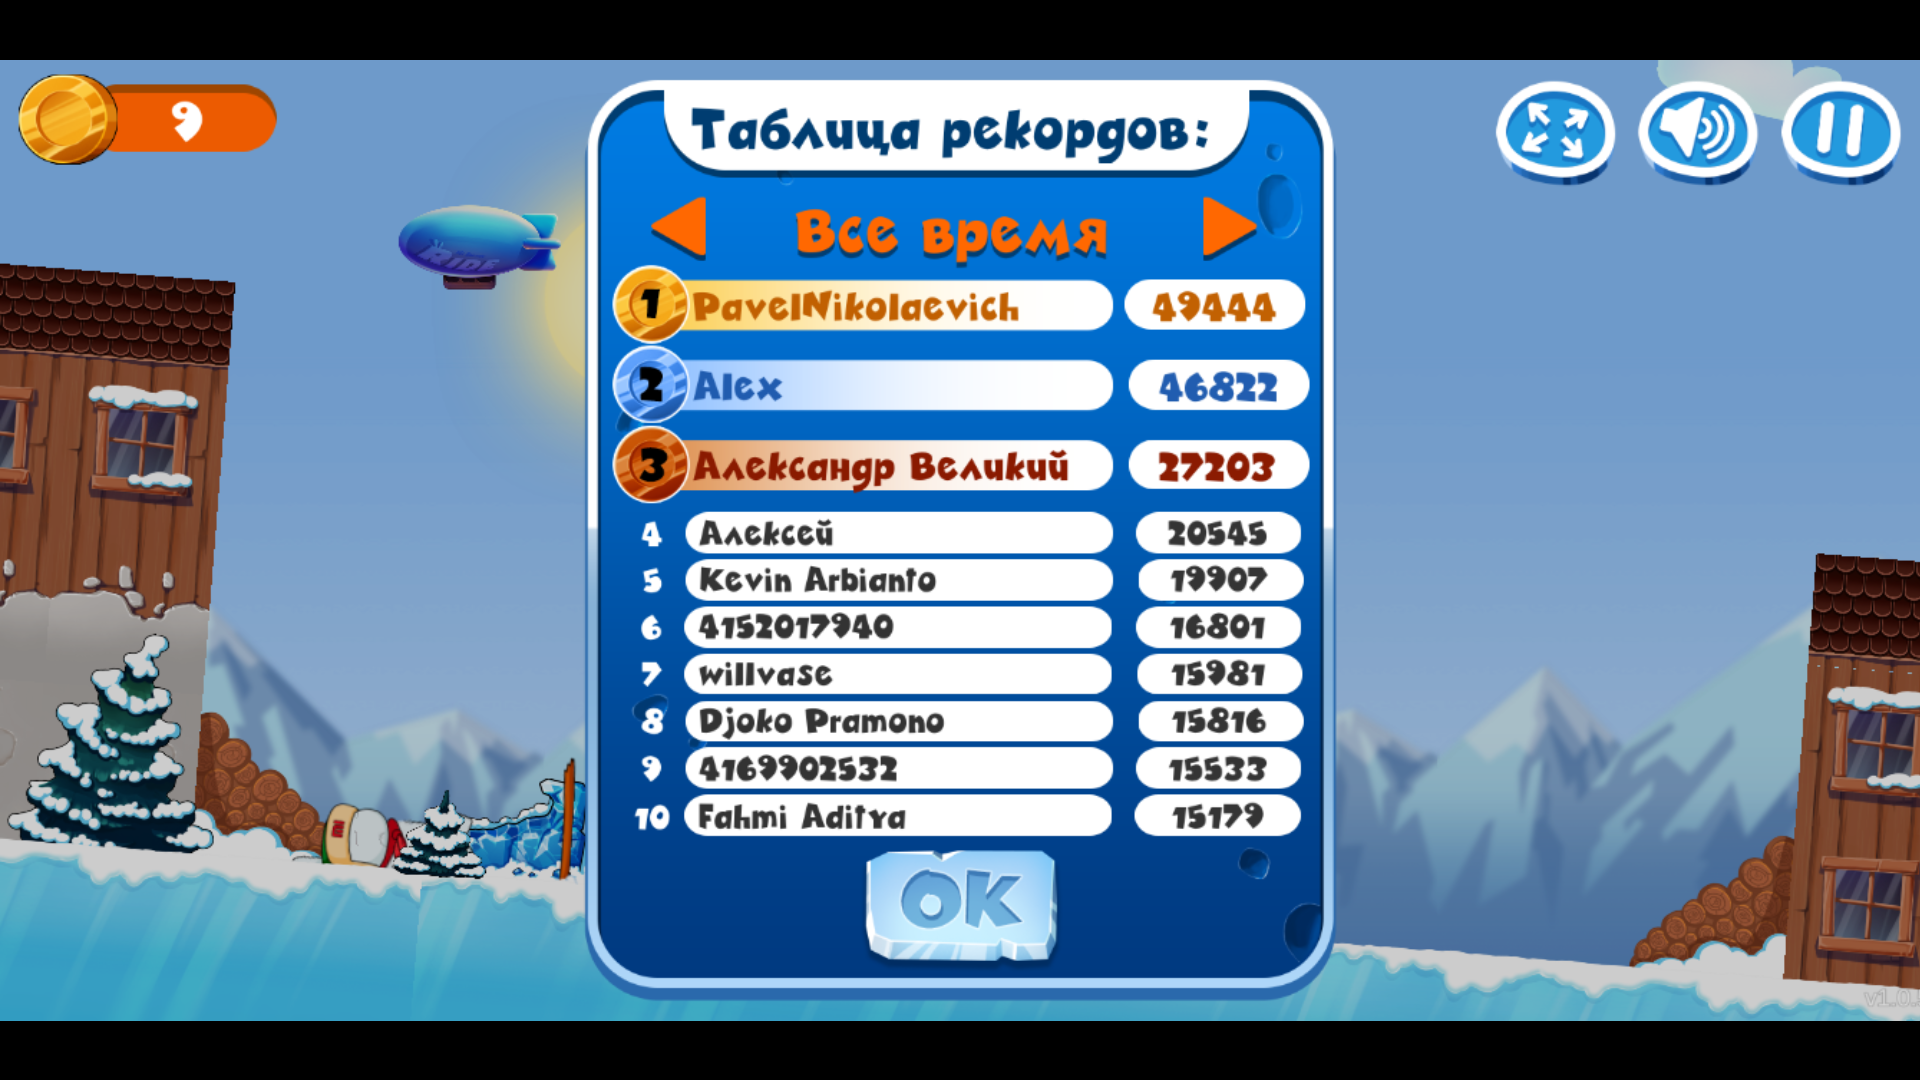 9
Таблица рекордов:
Все время
1 PavelNikolaevich 49444
2 Alex 46822
3 Александр Великий 27203
4 Алексей 20545
5 Kevin Arbianto 19907
6 4152017940 16801
7 willvase 15981
8 Djoko Pramono 15816
9 4169902532 15533
10 Fahmi Aditya 15179
OK
RIDE